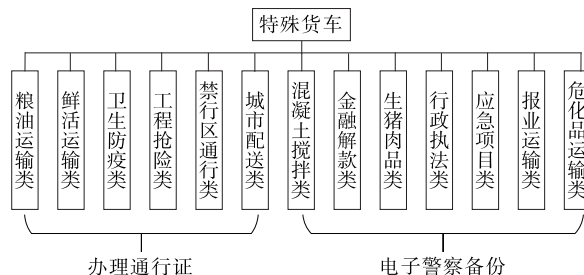 特殊货车
粮油运输类
鲜活运输类
卫生防疫类
工程抢险类
禁行区通行类
城市配送类
混凝土搅拌类
金融解款类
生猪肉品类
行政执法类
应急项目类
报业运输类
危化品运输类
办理通行证
电子警察备份